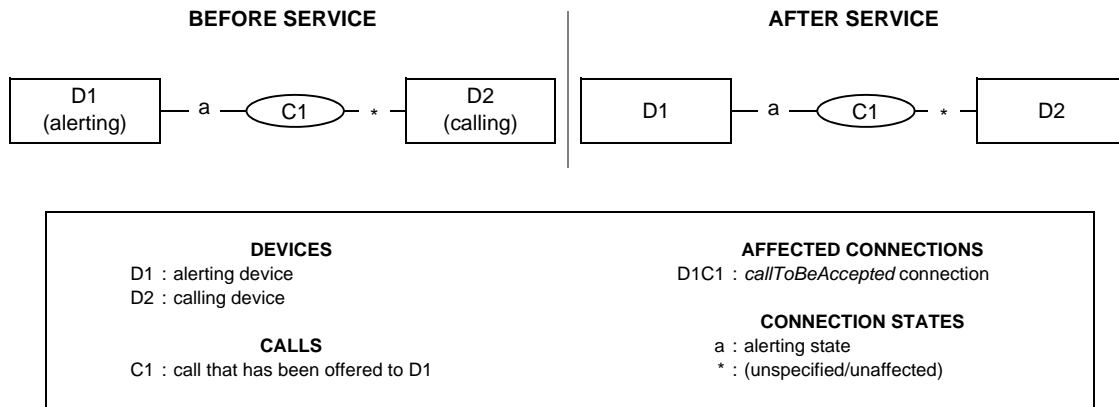 BEFORE SERVICE
AFTER SERVICE
D1
(alerting)
a
C1
*
D2
(calling)
D1
a
C1
*
D2
DEVICES
D1 : alerting device
D2 : calling device
CALLS
C1 : call that has been offered to D1
AFFECTED CONNECTIONS
D1C1 : callToBeAccepted connection
CONNECTION STATES
a : alerting state
* : (unspecified/unaffected)